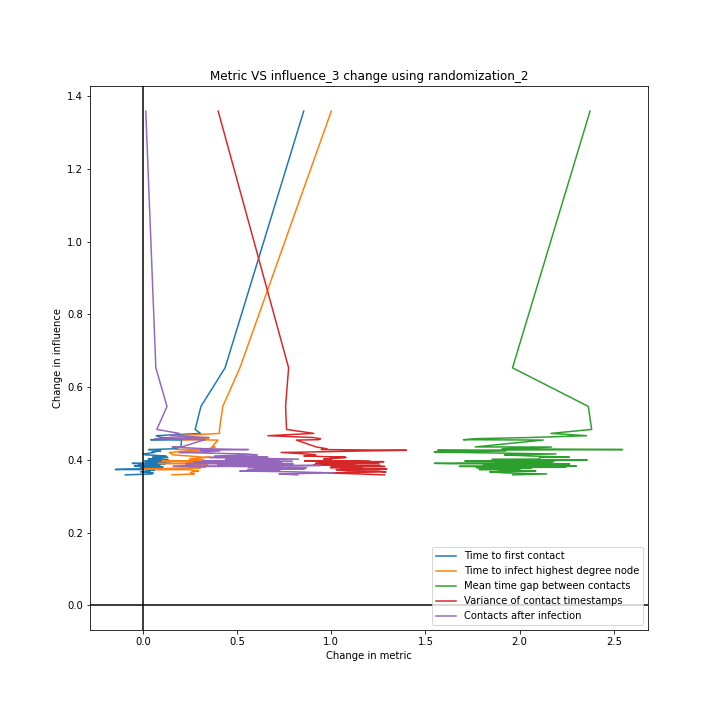 Metric VS influence_3 change using randomization_2
Change in influence
1.4
1.2
1.0
0.8
0.6
0.4
0.2
0.0
0.0 0.5 1.0 1.5 2.0 2.5
Change in metric
Time to first contact
Time to infect highest degree node
Mean time gap between contacts
Variance of contact timestamps
Contacts after infection